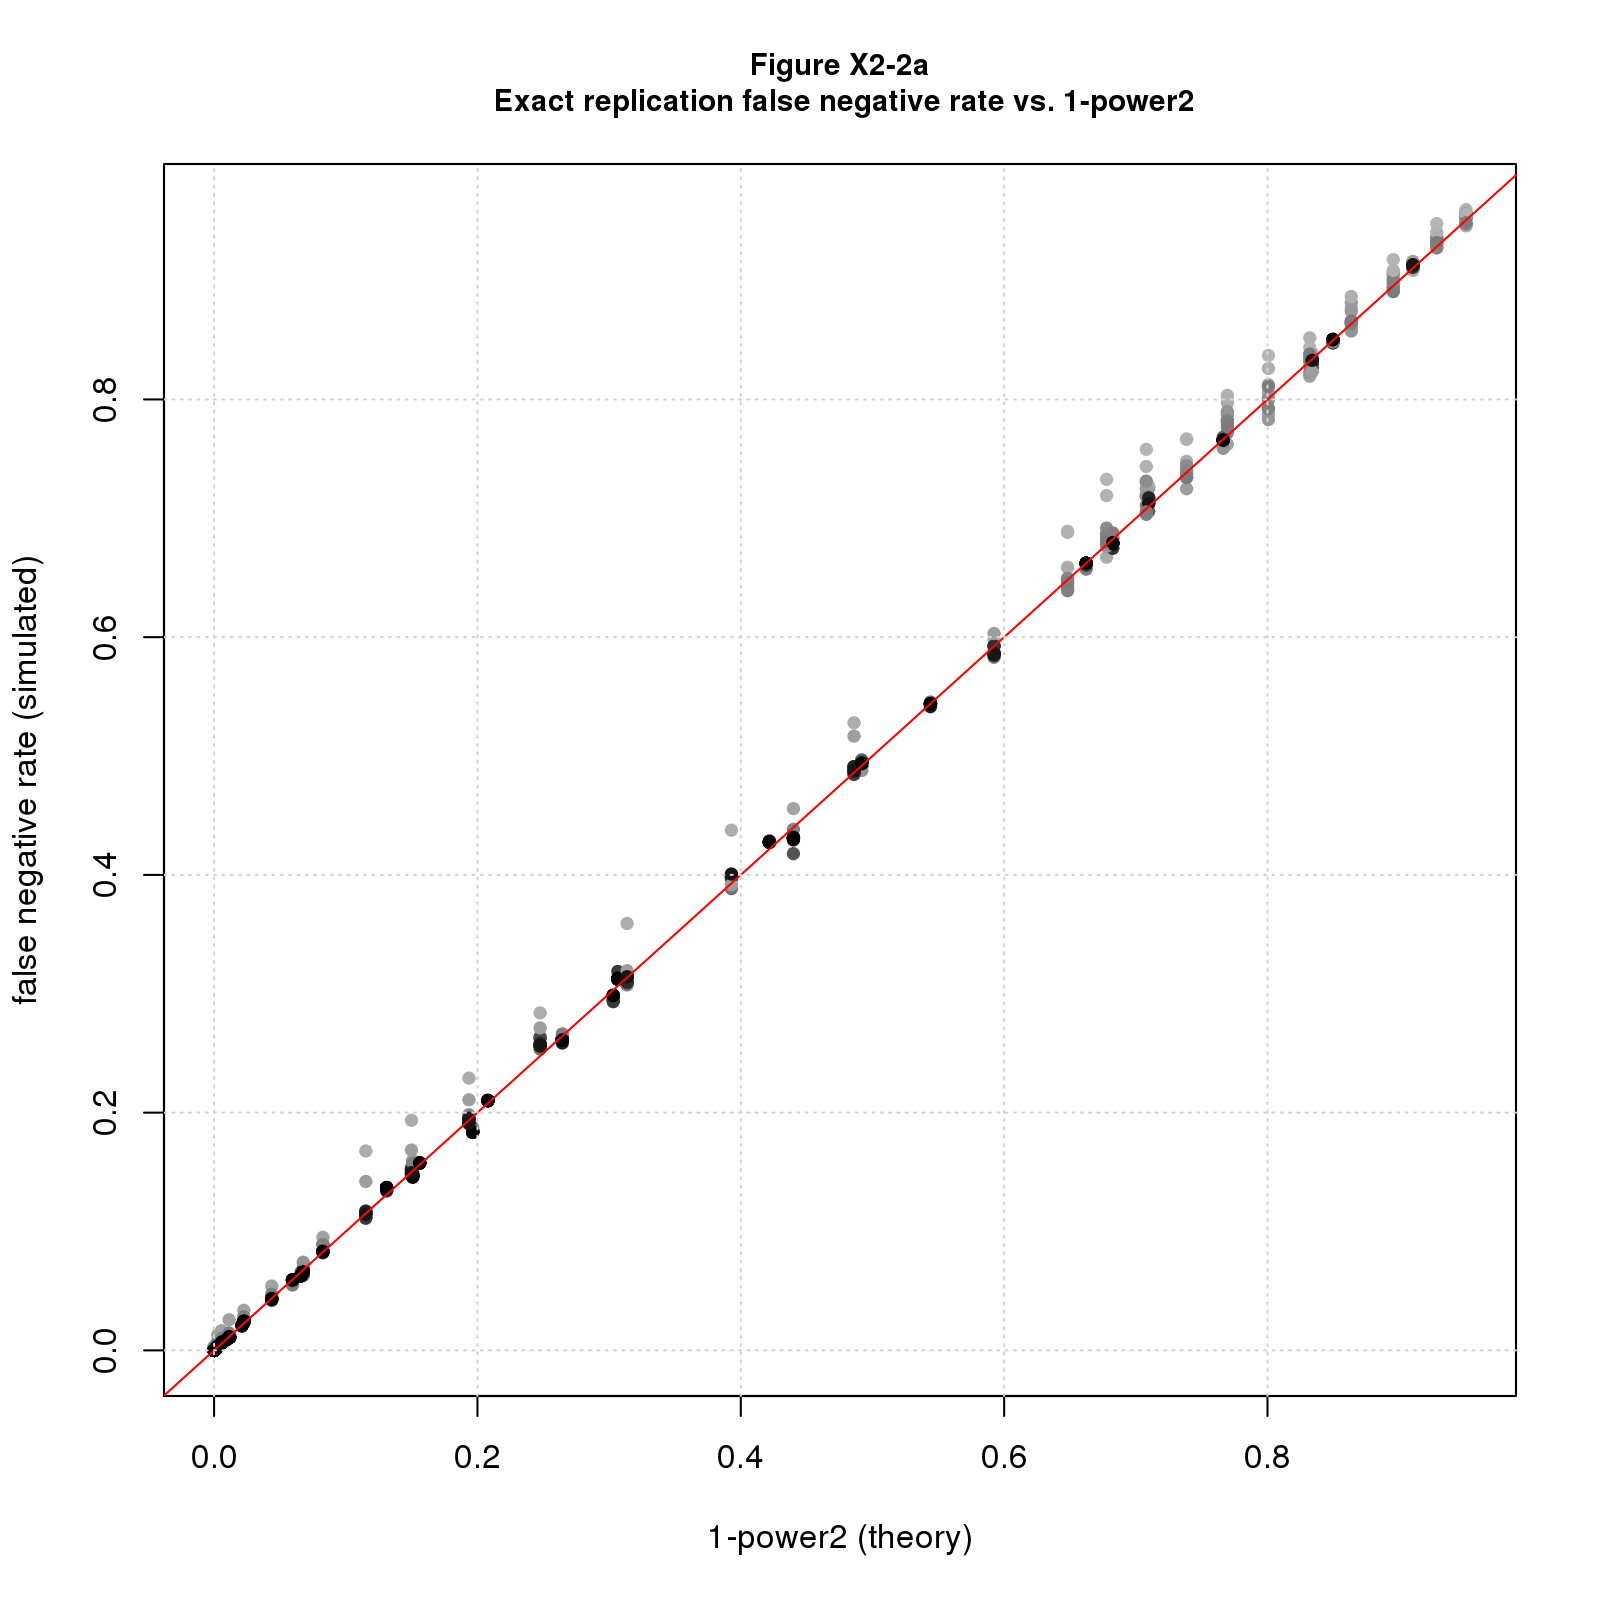 Figure X2-2a
Exact replication false negative rate vs. 1-power2
false negative rate (simulated)
0.8
0.6
0.4
0.2
0.0
0.0 0.2 0.4 0.6 0.8
1-power2 (theory)